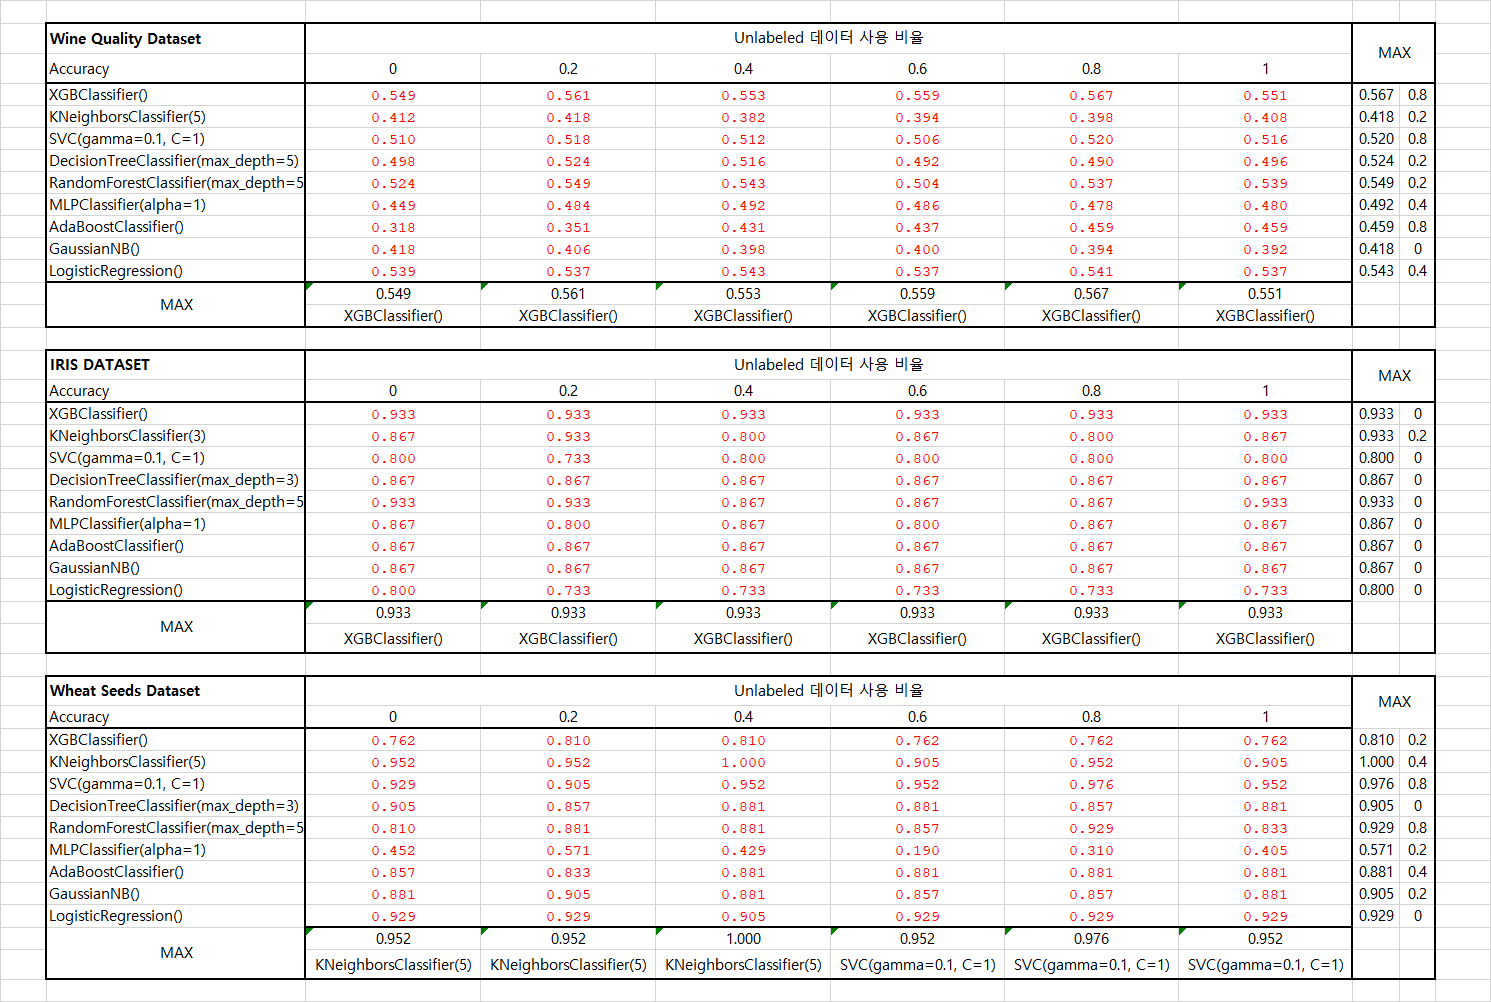 Wine Quality Dataset Unlabeled 데이터 사용 비율 MAX
Accuracy 0 0.2 0.4 0.6 0.8 1
XGBClassifier() 0.549 0.561 0.553 0.559 0.567 0.551 0.567 0.8
KNeighborsClassifier(5) 0.412 0.418 0.382 0.394 0.398 0.408 0.418 0.2
SVC(gamma=0.1, C=1) 0.510 0.518 0.512 0.506 0.520 0.516 0.520 0.8
DecisionTreeClassifier(max_depth=5) 0.498 0.524 0.516 0.492 0.490 0.496 0.524 0.2
RandomForestClassifier(max_depth=5 0.524 0.549 0.543 0.504 0.537 0.539 0.549 0.2
MLPClassifier(alpha=1) 0.449 0.484 0.492 0.486 0.478 0.480 0.492 0.4
AdaBoostClassifier() 0.318 0.351 0.431 0.437 0.459 0.459 0.459 0.8
GaussianNB() 0.418 0.406 0.398 0.400 0.394 0.392 0.418 0
LogisticRegression() 0.539 0.537 0.543 0.537 0.541 0.537 0.543 0.4
MAX 0.549 0.561 0.553 0.559 0.567 0.551
XGBClassifier() XGBClassifier() XGBClassifier() XGBClassifier() XGBClassifier() XGBClassifier()
IRIS DATASET Unlabeled 데이터 사용 비율 MAX
Accuracy 0 0.2 0.4 0.6 0.8 1
XGBClassifier() 0.933 0.933 0.933 0.933 0.933 0.933 0.933 0
KNeighborsClassifier(3) 0.867 0.933 0.800 0.867 0.800 0.867 0.933 0.2
SVC(gamma=0.1, C=1) 0.800 0.733 0.800 0.800 0.800 0.800 0.800 0
DecisionTreeClassifier(max_depth=3) 0.867 0.867 0.867 0.867 0.867 0.867 0.867 0
RandomForestClassifier(max_depth=5 0.933 0.933 0.867 0.867 0.867 0.933 0.933 0
MLPClassifier(alpha=1) 0.867 0.800 0.867 0.800 0.867 0.867 0.867 0
AdaBoostClassifier() 0.867 0.867 0.867 0.867 0.867 0.867 0.867 0
GaussianNB() 0.867 0.867 0.867 0.867 0.867 0.867 0.867 0
LogisticRegression() 0.800 0.733 0.733 0.733 0.733 0.733 0.800 0
MAX 0.933 0.933 0.933 0.933 0.933 0.933
XGBClassifier() XGBClassifier() XGBClassifier() XGBClassifier() XGBClassifier() XGBClassifier()
Wheat Seeds Dataset Unlabeled 데이터 사용 비율 MAX
Accuracy 0 0.2 0.4 0.6 0.8 1
XGBClassifier() 0.762 0.810 0.810 0.762 0.762 0.762 0.810 0.2
KNeighborsClassifier(5) 0.952 0.952 1.000 0.905 0.952 0.905 1.000 0.4
SVC(gamma=0.1, C=1) 0.929 0.905 0.952 0.952 0.976 0.952 0.976 0.8
DecisionTreeClassifier(max_depth=3) 0.905 0.857 0.881 0.881 0.857 0.881 0.905 0
RandomForestClassifier(max_depth=5 0.810 0.881 0.881 0.857 0.929 0.833 0.929 0.8
MLPClassifier(alpha=1) 0.452 0.571 0.429 0.190 0.310 0.405 0.571 0.2
AdaBoostClassifier() 0.857 0.833 0.881 0.881 0.881 0.881 0.881 0.4
GaussianNB() 0.881 0.905 0.881 0.857 0.857 0.881 0.905 0.2
LogisticRegression() 0.929 0.929 0.905 0.929 0.929 0.929 0.929 0
MAX 0.952 0.952 1.000 0.952 0.976 0.952
KNeighborsClassifier(5) KNeighborsClassifier(5) KNeighborsClassifier(5) SVC(gamma=0.1, C=1) SVC(gamma=0.1, C=1) SVC(gamma=0.1, C=1)